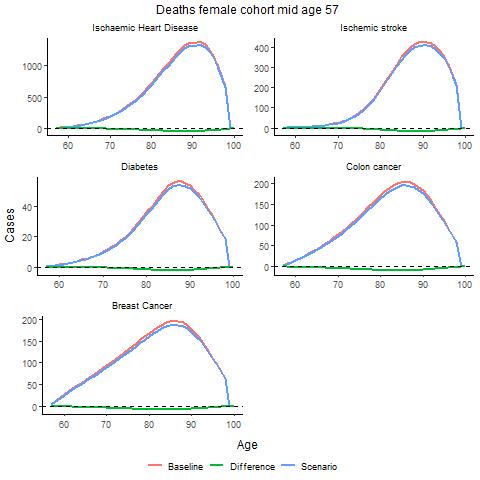 Deaths female cohort mid age 57
Ischaemic Heart Disease
Ischemic stroke
1000
500
0
60 70 80 90 100
400
300
200
100
0
60 70 80 90 100
Diabetes
Colon cancer
40
20
0
60 70 80 90 100
200
150
100
50
0
60 70 80 90 100
Breast Cancer
200
150
100
50
0
60 70 80 90 100
Cases
Age
Baseline Difference Scenario